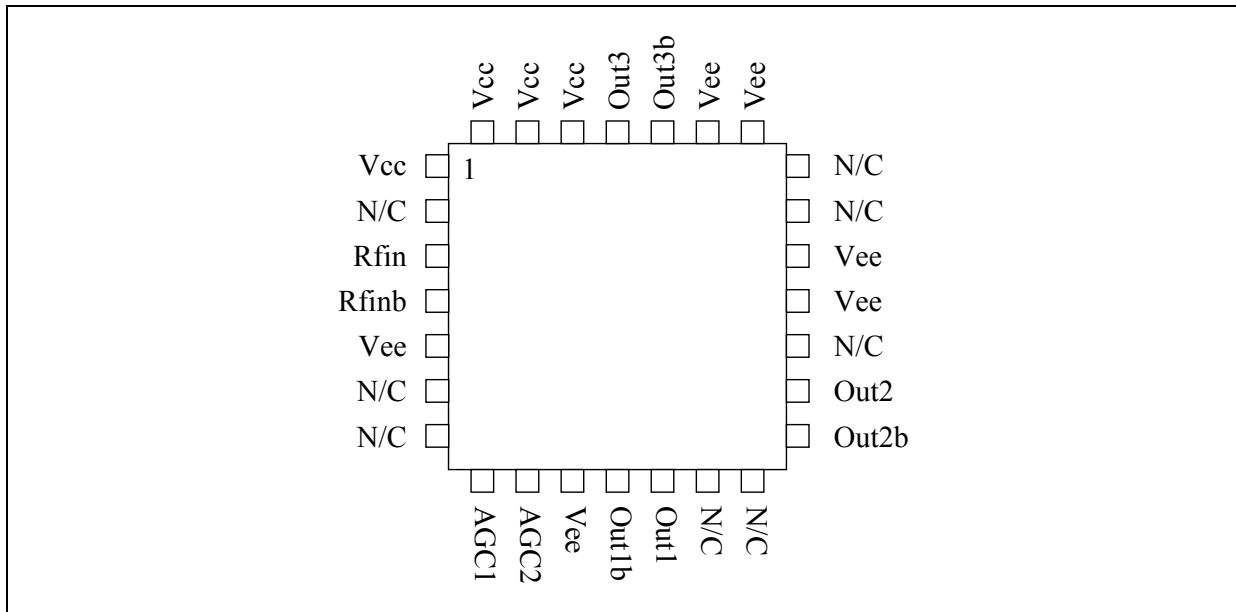 Vcc
Vcc
Vcc
Out3
Out3b
Vee
Vee
Vcc
N/C
Rfin
Rfinb
Vee
N/C
N/C
1
N/C
N/C
Vee
Vee
N/C
Out2
Out2b
AGC1
AGC2
Vee
Out1b
Out1
N/C
N/C